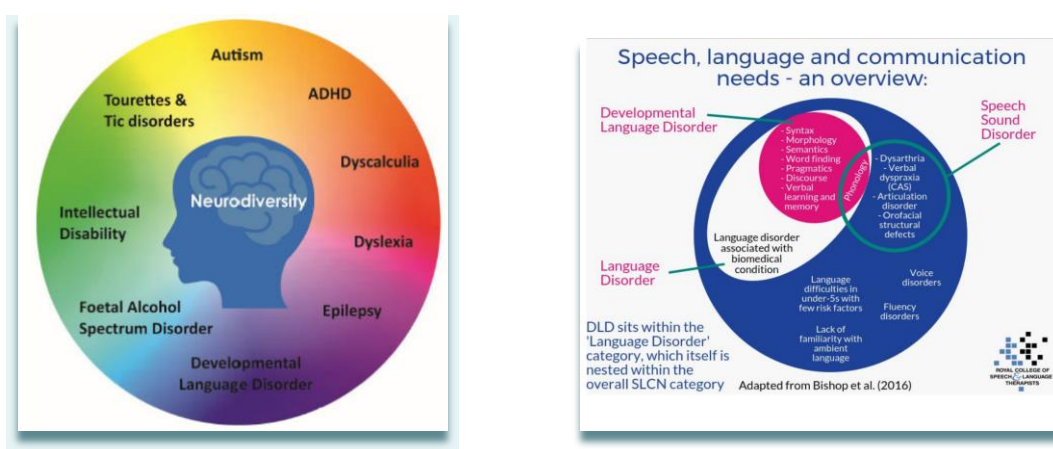 Autism
ADHD
Tourettes &
Tic disorders
Dyscalculia
Neurodiversity
Intellectual
Disability
Dyslexia
Foetal Alcohol
Spectrum Disorder
Epilepsy
Developmental
Language Disorder
Speech, language and communication
needs - an overview:
Developmental
Language Disorder
Speech
Sound
Disorder
- Syntax
- Morphology
- Semantics
- Word finding
- Pragmatics
- Discourse
- Verbal
learning and
memory
Phonology
- Dysarthria
- Verbal
dyspraxia
(CAS)
- Articulation
disorder
- Orofacial
structural
defects
Language disorder
associated with
biomedical
condition
Language
Disorder
Language
difficulties in
under-5s with
few risk factors
Voice
disorders
Fluency
disorders
Lack of
familiarity with
ambient
language
DLD sits within the
'Language Disorder'
category, which itself is
nested within the
overall SLCN category
Adapted from Bishop et al. (2016)
ROYAL COLLEGE OF
SPEECH & LANGUAGE
THERAPISTS